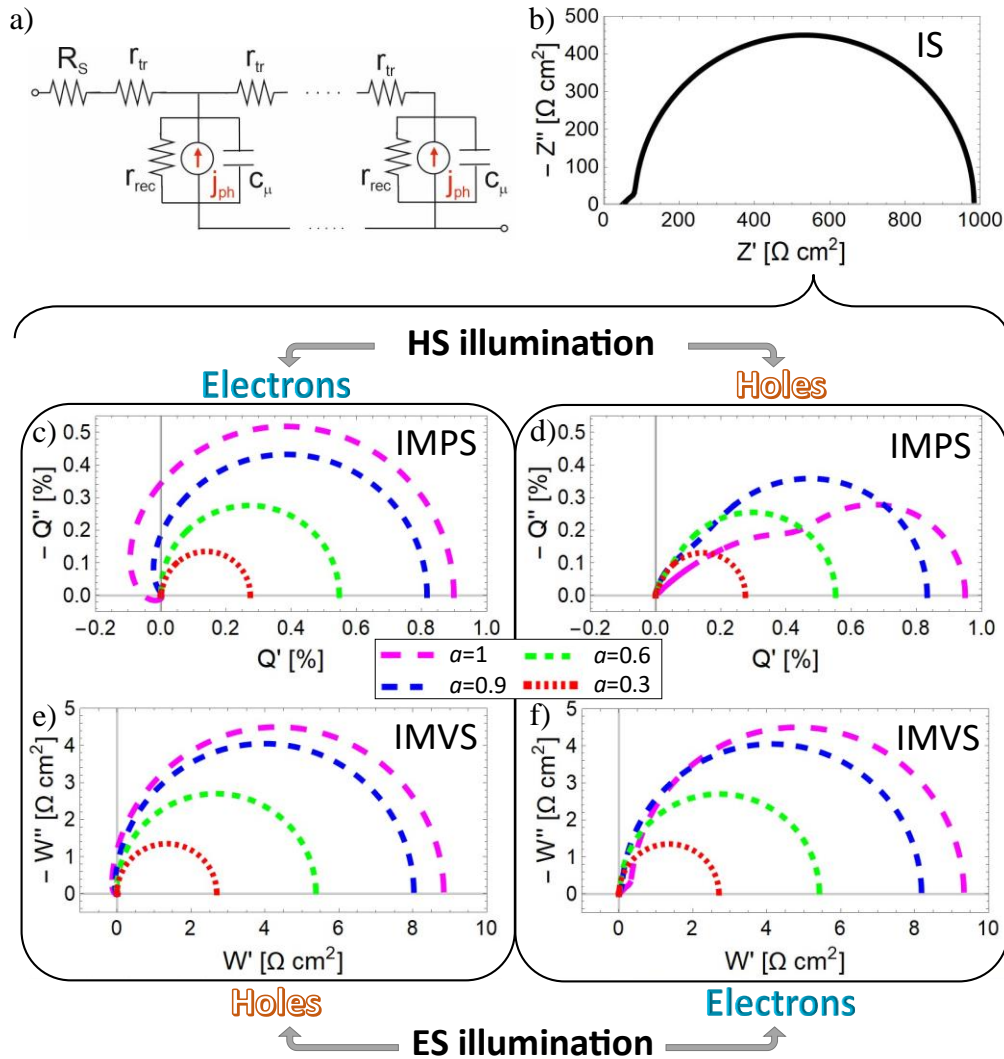 a)
R_S
r_tr
r_tr
r_tr
r_rec
j_ph
c_μ
r_rec
j_ph
c_μ
b)
IS
500
400
300
200
100
0
− Z'' [Ω cm²]
0
200
400
600
800
1000
Z' [Ω cm²]
HS illumination
Electrons
Holes
c)
IMPS
0.5
0.4
0.3
0.2
0.1
0.0
− Q'' [%]
−0.2
0.0
0.2
0.4
0.6
0.8
1.0
Q' [%]
d)
IMPS
0.5
0.4
0.3
0.2
0.1
0.0
− Q'' [%]
−0.2
0.0
0.2
0.4
0.6
0.8
1.0
Q' [%]
a=1
a=0.6
a=0.9
a=0.3
e)
IMVS
5
4
3
2
1
0
− W'' [Ω cm²]
0
2
4
6
8
10
W' [Ω cm²]
f)
IMVS
5
4
3
2
1
0
− W'' [Ω cm²]
0
2
4
6
8
10
W' [Ω cm²]
Holes
Electrons
ES illumination